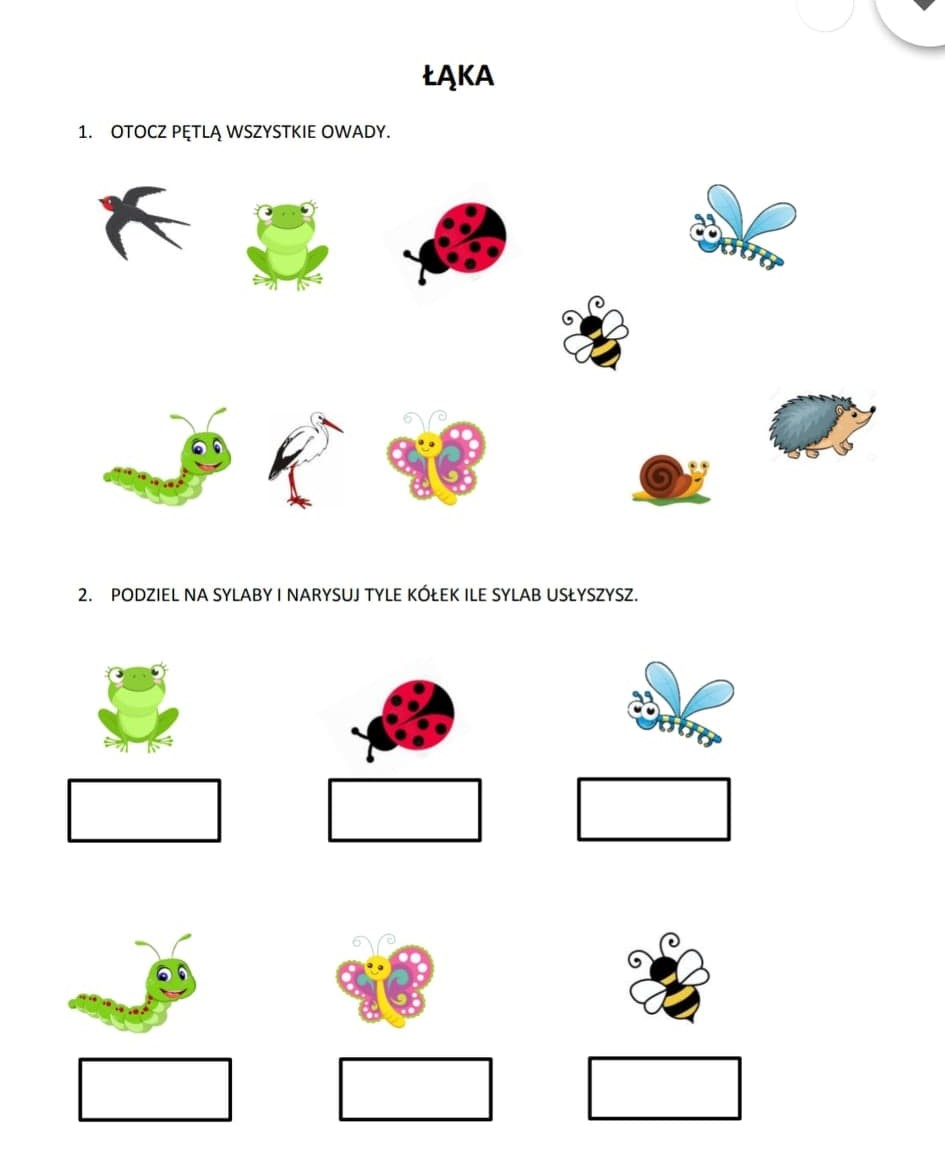 ŁĄKA
1. OTOCZ PĘTLĄ WSZYSTKIE OWADY.
2. PODZIEL NA SYLABY I NARYSUJ TYLE KÓŁEK ILE SYLAB USŁYSZYSZ.